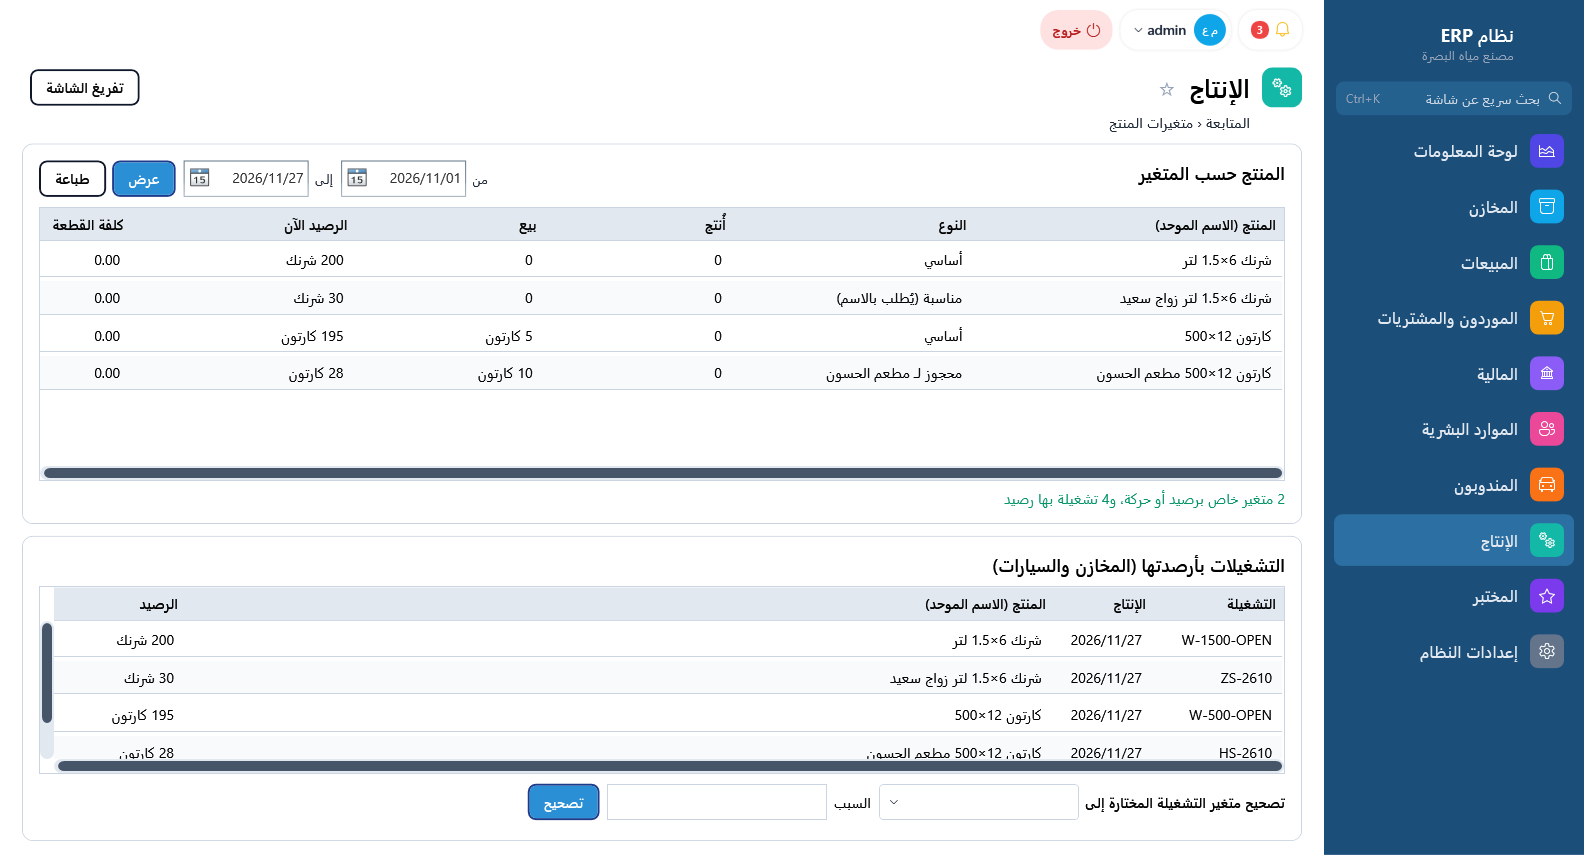 نظام ERP
مصنع مياه البصرة
بحث سريع عن شاشة Ctrl+K
لوحة المعلومات
المخازن
المبيعات
الموردون والمشتريات
المالية
الموارد البشرية
المندوبون
الإنتاج
المختبر
إعدادات النظام
3
م ع admin
خروج
الإنتاج
المتابعة › متغيرات المنتج
تفريغ الشاشة
المنتج حسب المتغير
من 2026/11/01 15 إلى 2026/11/27 15 عرض طباعة
المنتج (الاسم الموحد) النوع أُنتج بيع الرصيد الآن كلفة القطعة
شرنك 6×1.5 لتر أساسي 0 0 200 شرنك 0.00
شرنك 6×1.5 لتر زواج سعيد مناسبة (يُطلب بالاسم) 0 0 30 شرنك 0.00
كارتون 12×500 أساسي 0 5 كارتون 195 كارتون 0.00
كارتون 12×500 مطعم الحسون محجوز لـ مطعم الحسون 0 10 كارتون 28 كارتون 0.00
2 متغير خاص برصيد أو حركة، و4 تشغيلة بها رصيد
التشغيلات بأرصدتها (المخازن والسيارات)
التشغيلة الإنتاج المنتج (الاسم الموحد) الرصيد
W-1500-OPEN 2026/11/27 شرنك 6×1.5 لتر 200 شرنك
ZS-2610 2026/11/27 شرنك 6×1.5 لتر زواج سعيد 30 شرنك
W-500-OPEN 2026/11/27 كارتون 12×500 195 كارتون
HS-2610 2026/11/27 كارتون 12×500 مطعم الحسون 28 كارتون
تصحيح متغير التشغيلة المختارة إلى السبب تصحيح